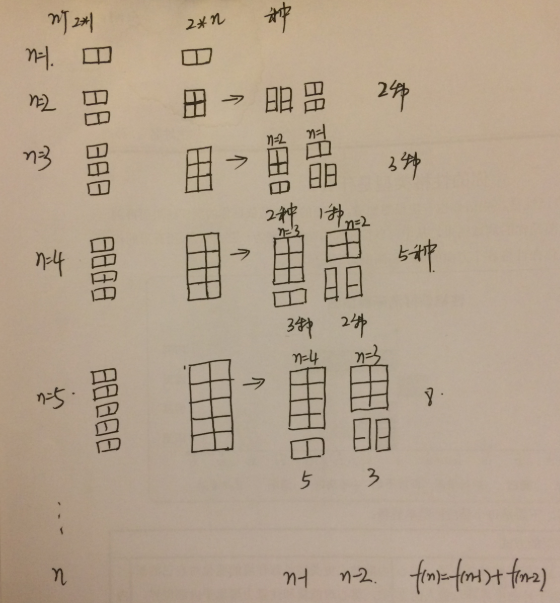 n个 2*1 2*n 一种
n=1.
n=2 → 2种
n=3 → n=2 n=1 3种
2种 1种
n=4 → n=3 n=2 5种
3种 2种
n=5. → n=4 n=3 8.
5 3
n n-1 n-2. f(n)=f(n-1)+f(n-2)